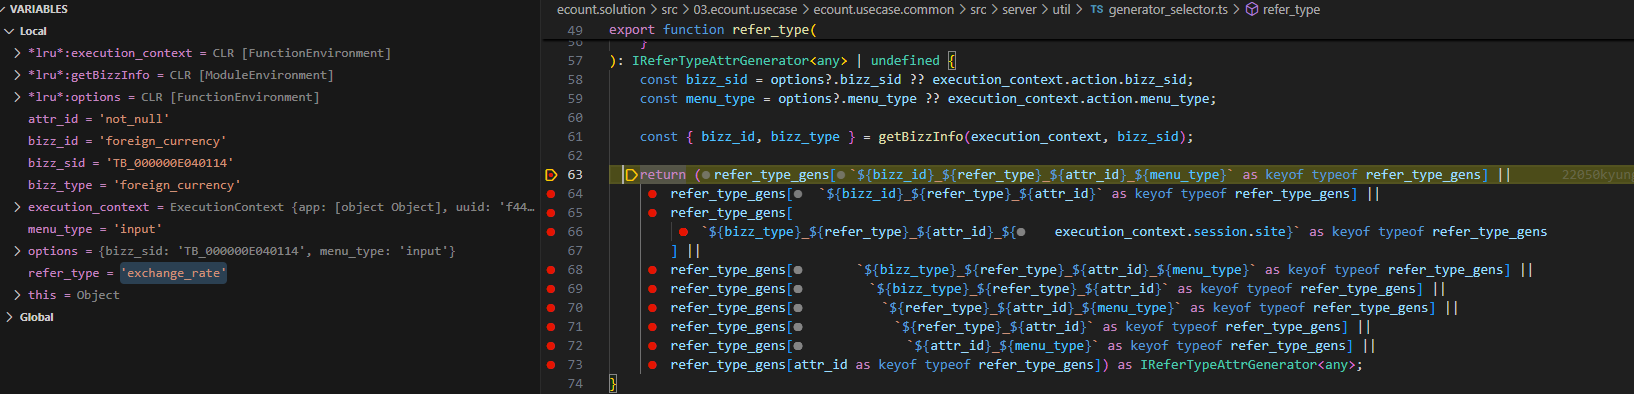 VARIABLES
Local
*lru*:execution_context = CLR [FunctionEnvironment]
*lru*:getBizzInfo = CLR [ModuleEnvironment]
*lru*:options = CLR [FunctionEnvironment]
attr_id = 'not_null'
bizz_id = 'foreign_currency'
bizz_sid = 'TB_000000E040114'
bizz_type = 'foreign_currency'
execution_context = ExecutionContext {app: [object Object], uuid: 'f44...
menu_type = 'input'
options = {bizz_sid: 'TB_000000E040114', menu_type: 'input'}
refer_type = 'exchange_rate'
this = Object
Global
ecount.solution > src > 03.ecount.usecase > ecount.usecase.common > src > server > util > TS generator_selector.ts > refer_type
49 export function refer_type(
56 }
57 ): IReferTypeAttrGenerator<any> | undefined {
58 const bizz_sid = options?.bizz_sid ?? execution_context.action.bizz_sid;
59 const menu_type = options?.menu_type ?? execution_context.action.menu_type;
60
61 const { bizz_id, bizz_type } = getBizzInfo(execution_context, bizz_sid);
62
63 return (refer_type_gens[`${bizz_id}_${refer_type}_${attr_id}_${menu_type}` as keyof typeof refer_type_gens] ||
64 refer_type_gens[`${bizz_id}_${refer_type}_${attr_id}` as keyof typeof refer_type_gens] ||
65 refer_type_gens[
66 `${bizz_type}_${refer_type}_${attr_id}_${execution_context.session.site}` as keyof typeof refer_type_gens
67 ] ||
68 refer_type_gens[`${bizz_type}_${refer_type}_${attr_id}_${menu_type}` as keyof typeof refer_type_gens] ||
69 refer_type_gens[`${bizz_type}_${refer_type}_${attr_id}` as keyof typeof refer_type_gens] ||
70 refer_type_gens[`${refer_type}_${attr_id}_${menu_type}` as keyof typeof refer_type_gens] ||
71 refer_type_gens[`${refer_type}_${attr_id}` as keyof typeof refer_type_gens] ||
72 refer_type_gens[`${attr_id}_${menu_type}` as keyof typeof refer_type_gens] ||
73 refer_type_gens[attr_id as keyof typeof refer_type_gens]) as IReferTypeAttrGenerator<any>;
74 }